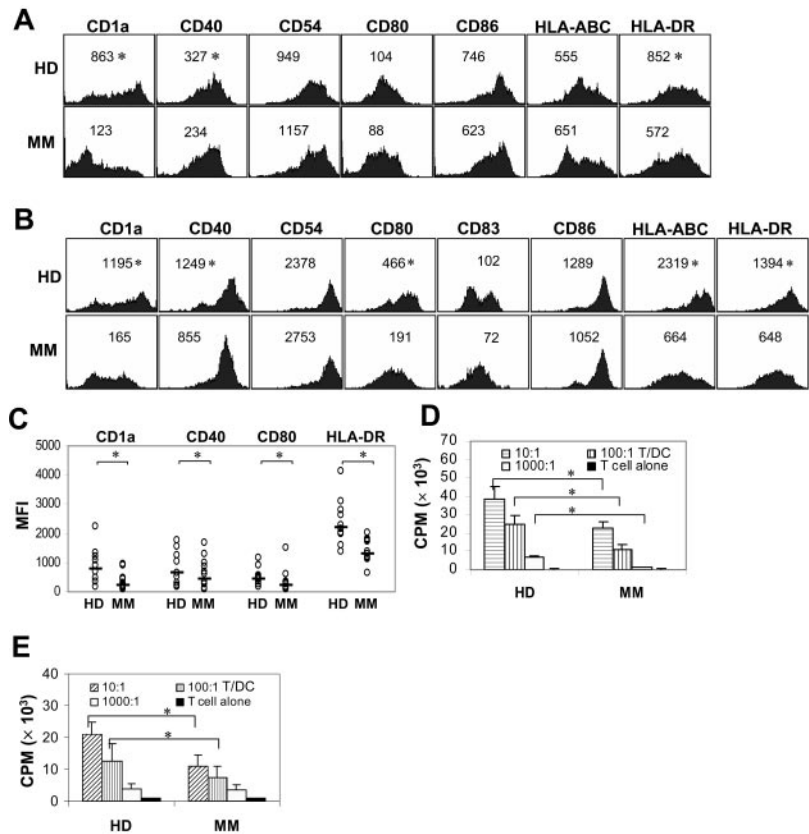 A
CD1a CD40 CD54 CD80 CD86 HLA-ABC HLA-DR
HD 863 * 327 * 949 104 746 555 852 *
MM 123 234 1157 88 623 651 572
B
CD1a CD40 CD54 CD80 CD83 CD86 HLA-ABC HLA-DR
HD 1195 * 1249 * 2378 466 * 102 1289 2319 * 1394 *
MM 165 855 2753 191 72 1052 664 648
C
CD1a CD40 CD80 HLA-DR
* * * *
MFI
5000
4000
3000
2000
1000
0
HD MM HD MM HD MM HD MM
D
10:1 100:1 T/DC
1000:1 T cell alone
*
*
*
CPM (× 10³)
70
60
50
40
30
20
10
0
HD MM
E
10:1 100:1 T/DC
1000:1 T cell alone
*
*
CPM (× 10³)
40
30
20
10
0
HD MM